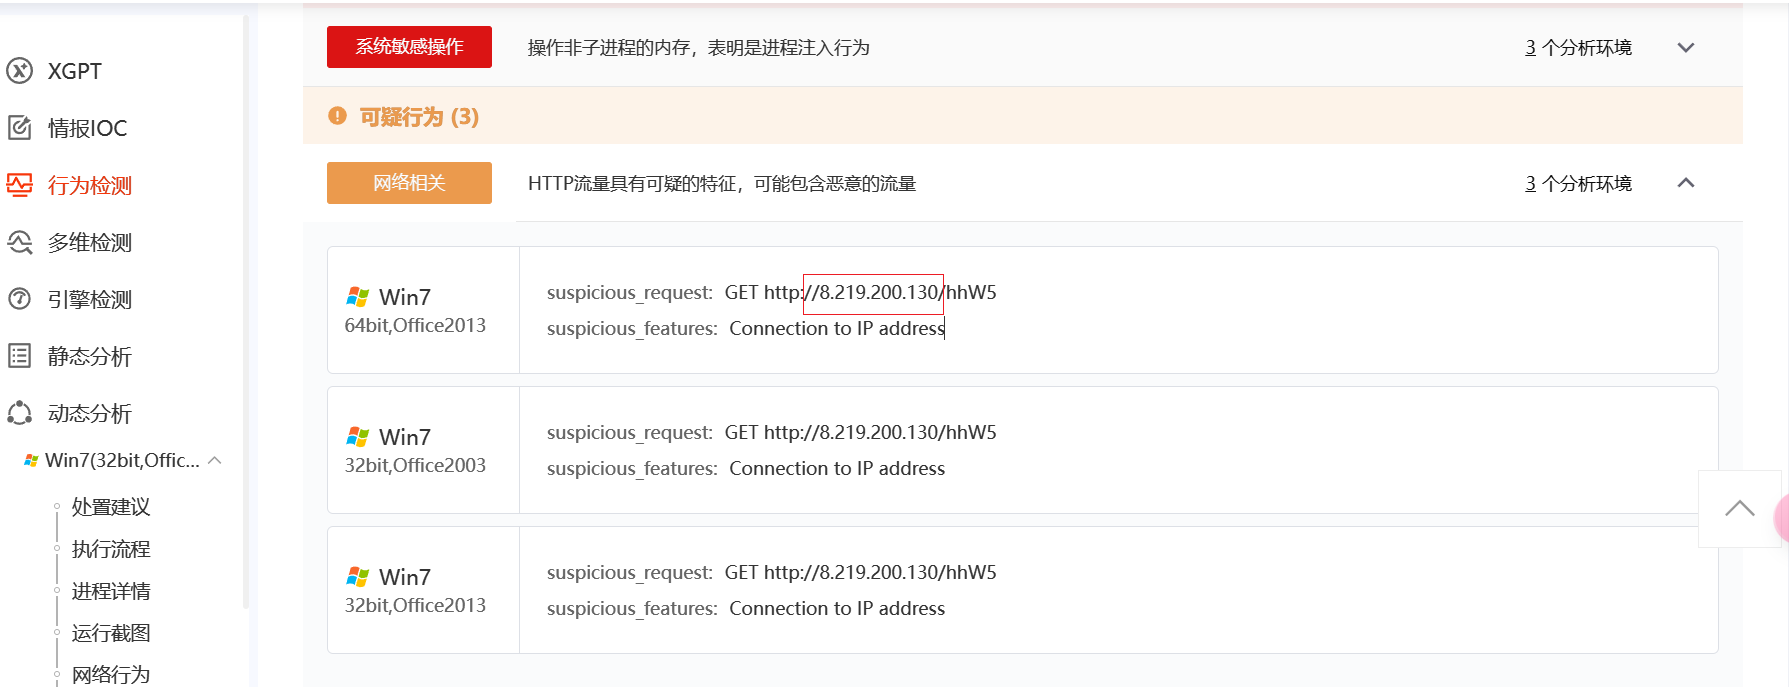 XGPT
情报IOC
行为检测
多维检测
引擎检测
静态分析
动态分析
Win7(32bit,Offic...
处置建议
执行流程
进程详情
运行截图
网络行为
系统敏感操作
操作非子进程的内存，表明是进程注入行为
3 个分析环境
可疑行为 (3)
网络相关
HTTP流量具有可疑的特征，可能包含恶意的流量
3 个分析环境
Win7
64bit,Office2013
suspicious_request: GET http://8.219.200.130/hhW5
suspicious_features: Connection to IP address
Win7
32bit,Office2003
suspicious_request: GET http://8.219.200.130/hhW5
suspicious_features: Connection to IP address
Win7
32bit,Office2013
suspicious_request: GET http://8.219.200.130/hhW5
suspicious_features: Connection to IP address